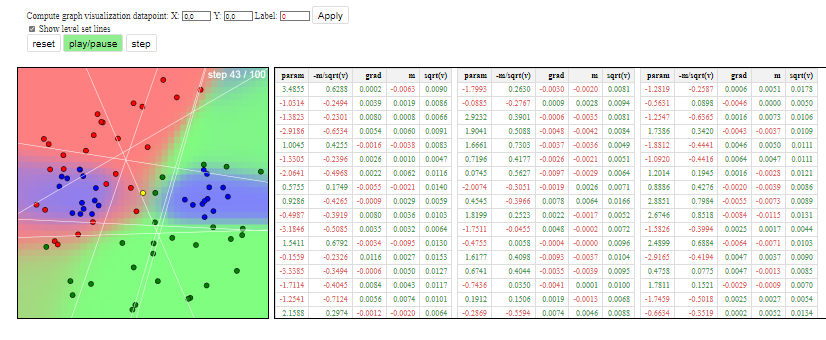 Compute graph visualization datapoint: X: 0,0 Y: 0,0 Label: 0 Apply
Show level set lines
reset play/pause step
step 43 / 100
param -m/sqrt(v) grad m sqrt(v) param -m/sqrt(v) grad m sqrt(v) param -m/sqrt(v) grad m sqrt(v)
3.4855 0.6288 0.0002 -0.0063 0.0090 -1.7993 0.2630 -0.0030 -0.0020 0.0081 -1.2819 -0.2587 0.0006 0.0051 0.0178
-1.0314 -0.2494 0.0039 0.0019 0.0086 -0.0885 -0.2767 0.0009 0.0028 0.0094 -0.5631 0.0898 -0.0046 0.0000 0.0050
-1.3823 -0.2301 0.0080 0.0008 0.0066 2.9232 0.3901 -0.0006 -0.0035 0.0081 -1.2547 -0.6365 0.0016 0.0073 0.0106
-2.9186 -0.6534 0.0054 0.0060 0.0091 1.9041 0.5088 -0.0048 -0.0042 0.0084 1.7386 0.3420 -0.0043 -0.0037 0.0109
1.0045 0.4255 -0.0016 -0.0038 0.0083 1.6661 0.7303 -0.0037 -0.0036 0.0049 -1.8812 -0.4441 0.0046 0.0050 0.0111
-1.3305 -0.2396 0.0026 0.0010 0.0047 0.7196 0.4177 -0.0026 -0.0021 0.0051 -1.0920 -0.4416 0.0064 0.0047 0.0111
-2.0641 -0.4968 0.0022 0.0062 0.0116 0.0745 0.5627 -0.0097 -0.0029 0.0064 1.2014 0.1945 0.0016 -0.0028 0.0121
0.5755 0.1749 -0.0055 -0.0021 0.0140 -2.0074 -0.3051 -0.0019 0.0026 0.0071 0.8886 0.4276 -0.0020 -0.0039 0.0086
0.9286 -0.4265 -0.0009 0.0029 0.0059 0.4545 -0.3966 0.0078 0.0064 0.0166 2.8851 0.7984 -0.0055 -0.0073 0.0089
-0.4987 -0.3919 0.0080 0.0036 0.0103 1.8199 0.2523 0.0022 -0.0017 0.0052 2.6746 0.8518 -0.0084 -0.0115 0.0131
-3.1846 -0.5085 0.0035 0.0032 0.0064 -1.7511 -0.0455 0.0048 -0.0002 0.0072 -1.5826 -0.3994 0.0025 0.0017 0.0044
1.5411 0.6792 -0.0034 -0.0095 0.0130 -0.4755 0.0058 -0.0004 -0.0000 0.0096 2.4899 0.6884 -0.0064 -0.0071 0.0103
-0.1559 -0.2326 0.0116 0.0027 0.0153 1.6177 0.4098 -0.0093 -0.0037 0.0104 -2.9165 -0.4194 0.0047 0.0037 0.0090
-3.3385 -0.3494 -0.0006 0.0050 0.0127 0.6741 0.4044 -0.0035 -0.0039 0.0095 0.4758 0.0775 0.0047 -0.0013 0.0085
-1.7114 -0.4045 0.0084 0.0043 0.0117 -0.7436 0.0350 -0.0041 0.0001 0.0100 1.7811 0.1521 -0.0029 -0.0009 0.0070
-1.2541 -0.7124 0.0056 0.0074 0.0101 0.1912 0.1506 0.0019 -0.0013 0.0068 -1.7459 -0.5018 0.0025 0.0027 0.0054
2.1588 0.2974 -0.0012 -0.0020 0.0064 -0.2869 -0.5594 0.0074 0.0046 0.0088 -0.6634 -0.3519 0.0002 0.0052 0.0134